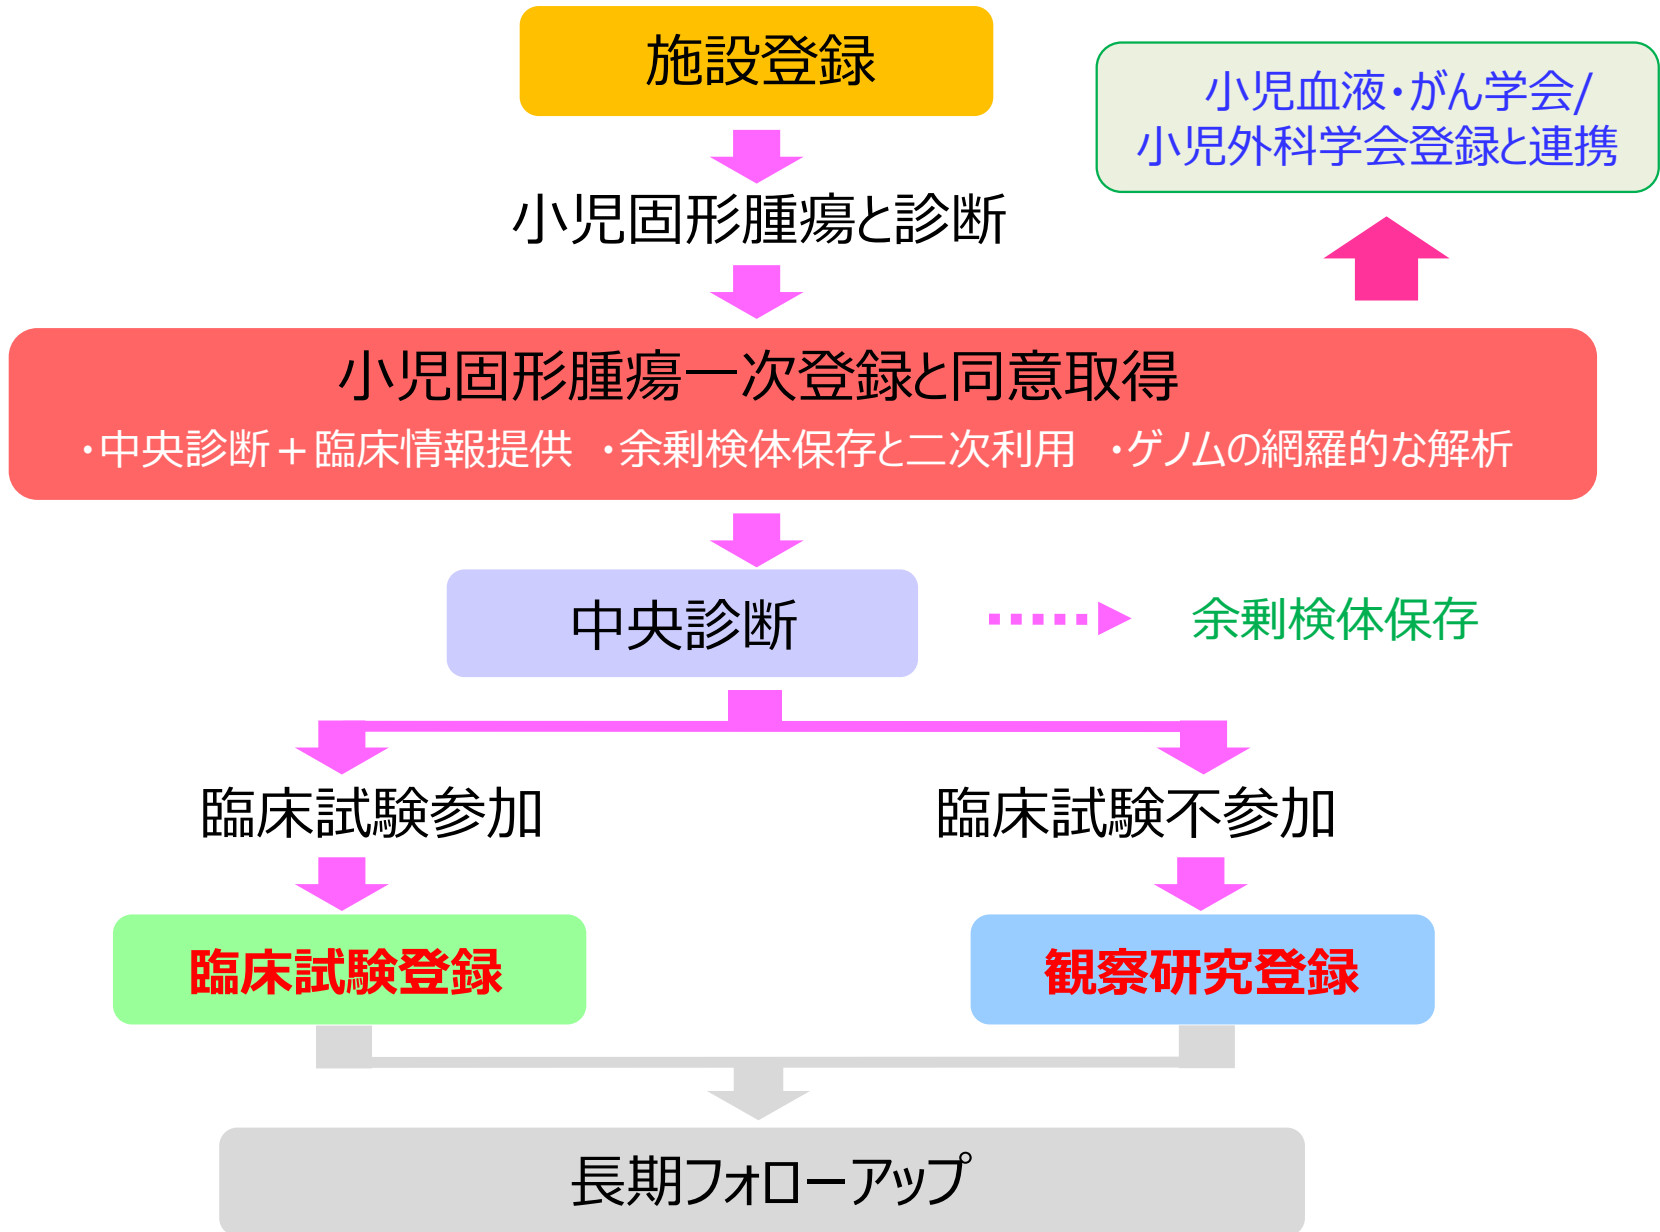 施設登録
小児血液・がん学会/
小児外科学会登録と連携
小児固形腫瘍と診断
小児固形腫瘍一次登録と同意取得
・中央診断＋臨床情報提供　・余剰検体保存と二次利用　・ゲノムの網羅的な解析
中央診断
余剰検体保存
臨床試験参加
臨床試験不参加
臨床試験登録
観察研究登録
長期フォローアップ